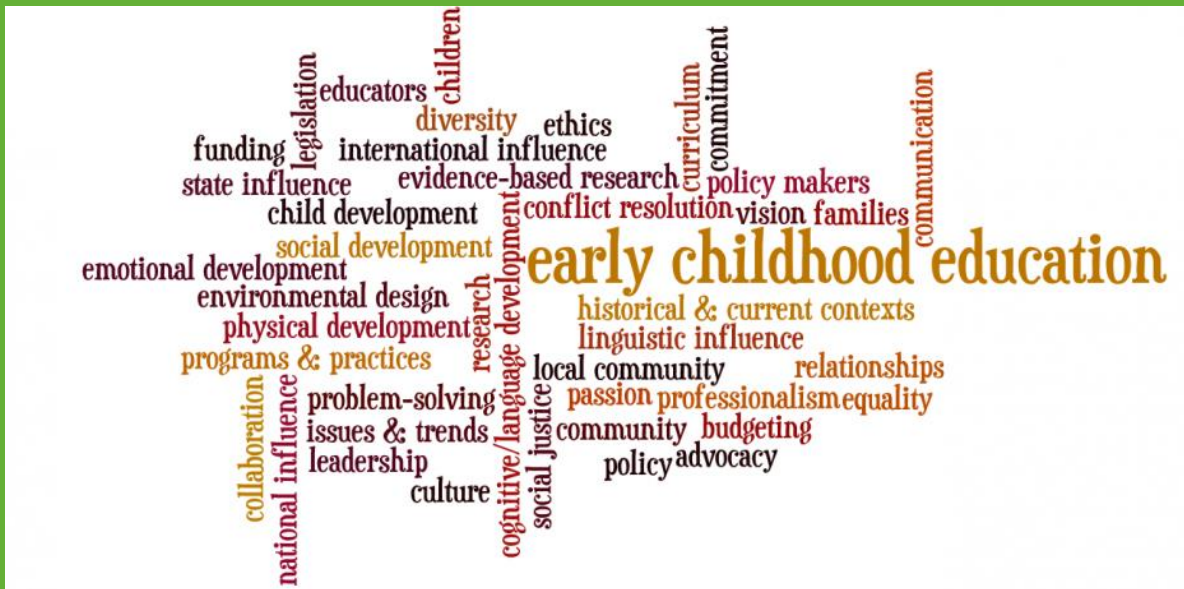 children
legislation
educators
curriculum
commitment
communication
diversity
ethics
funding
international influence
state influence
evidence-based research
policy makers
child development
conflict resolution
vision
families
social development
early childhood education
emotional development
environmental design
research
cognitive/language development
historical & current contexts
physical development
linguistic influence
programs & practices
local community
relationships
collaboration
national influence
problem-solving
social justice
passion
professionalism
equality
issues & trends
community
budgeting
leadership
policy
advocacy
culture